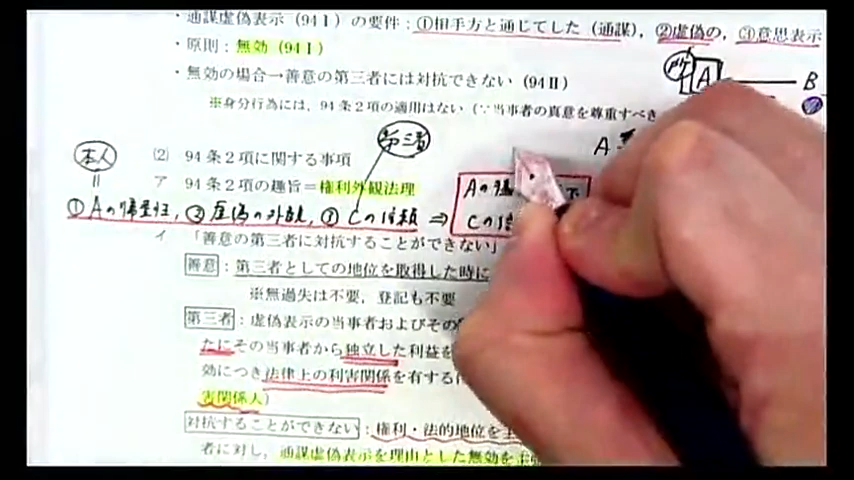 ・通謀虚偽表示（94Ⅰ）の要件：①相手方と通じてした（通謀），②虚偽の，③意思表示
・原則：無効（94Ⅰ）
・無効の場合→善意の第三者には対抗できない（94Ⅱ）
A
B
※身分行為には，94条2項の適用はない（∵当事者の真意を尊重すべき
第三者
A
本人
(2) 94条2項に関する事項
ア 94条2項の趣旨＝権利外観法理
Aの帰
で
①Aの帰責性，②虚偽の外観，③Cの信頼 ⇒
Cの信
イ 「善意の第三者に対抗することができない」
善意：第三者としての地位を取得した時に
※無過失は不要，登記も不要
第三者：虚偽表示の当事者およびその
たにその当事者から独立した利益を
効につき法律上の利害関係を有する
害関係人）
対抗することができない：権利・法的地位を主
者に対し，通謀虚偽表示を理由とした無効を主